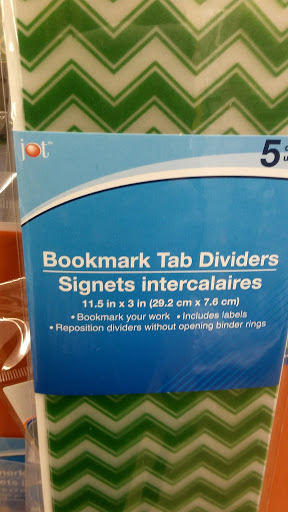 jot™
5
Bookmark Tab Dividers
Signets intercalaires
11.5 in x 3 in (29.2 cm x 7.6 cm)
• Bookmark your work • Includes labels
• Reposition dividers without opening binder rings